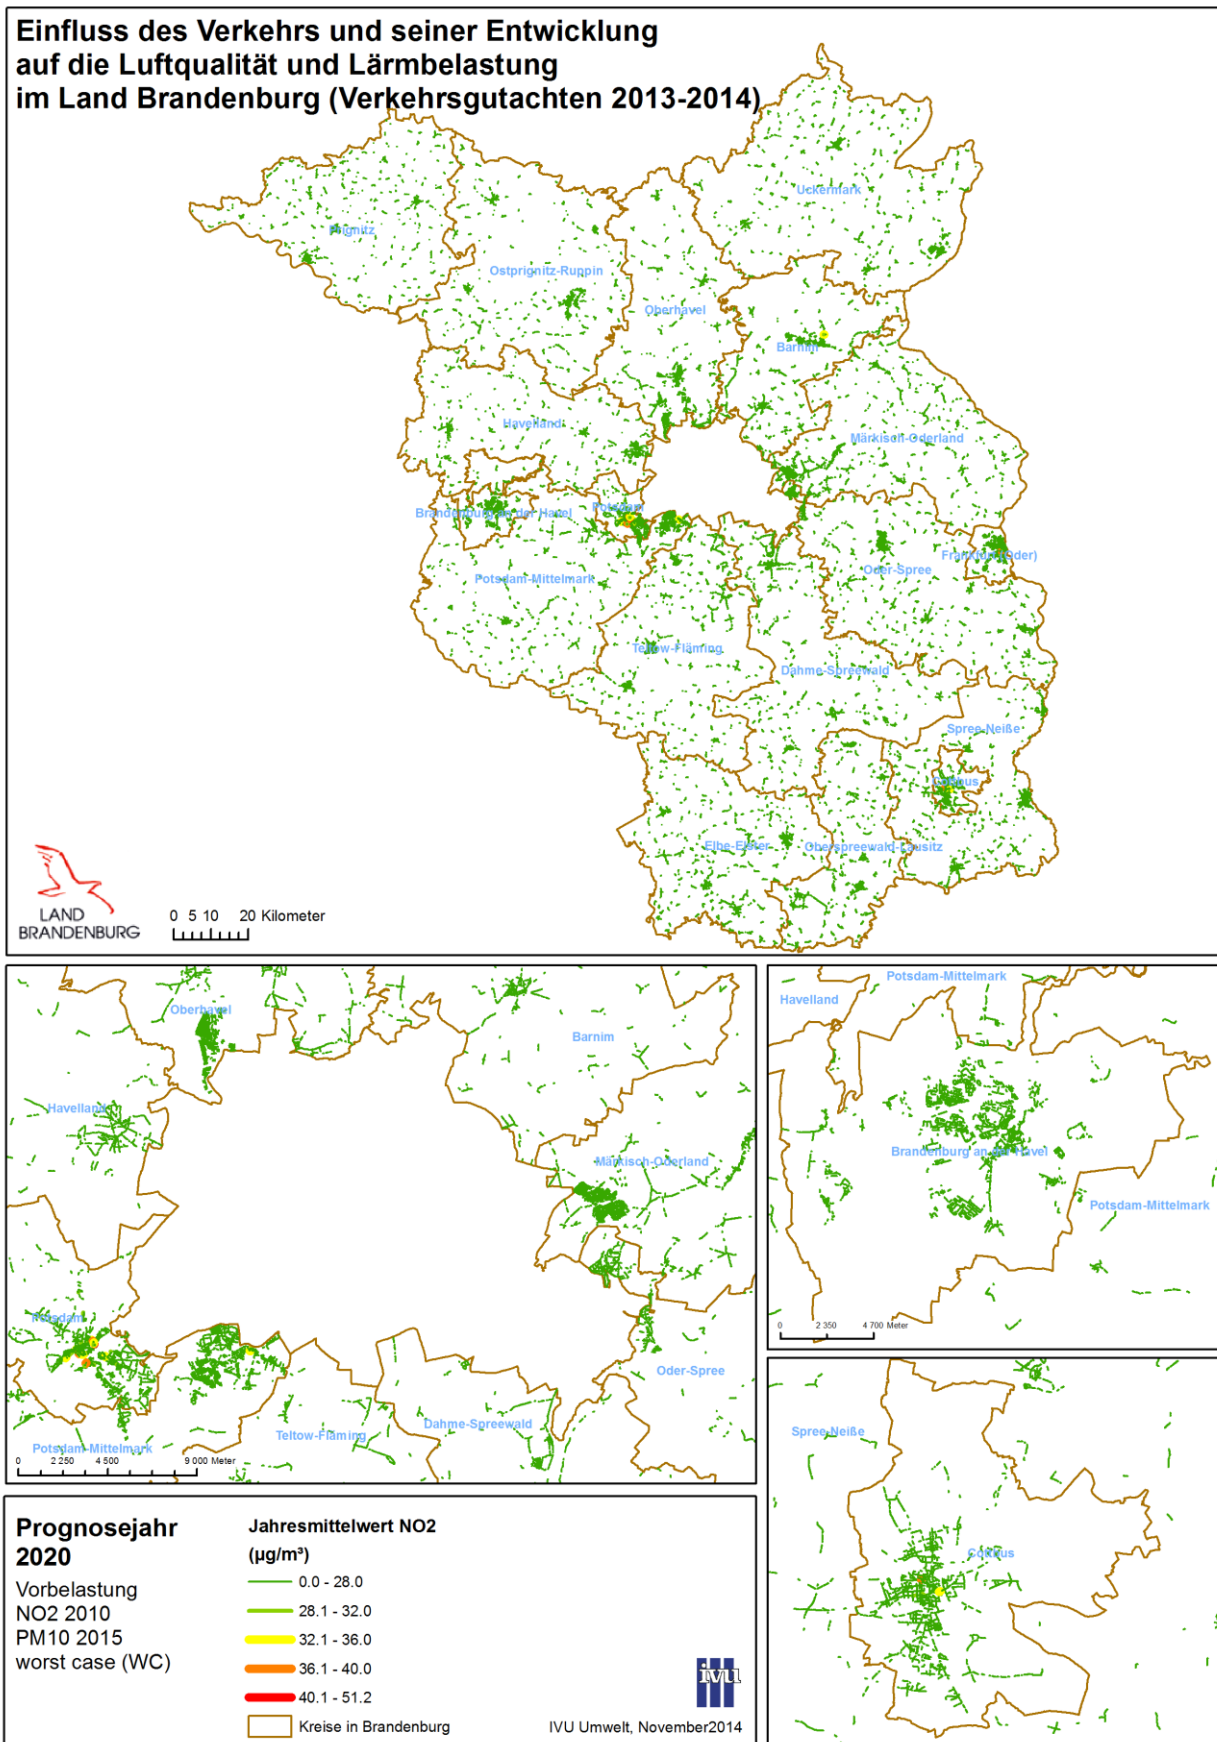 Einfluss des Verkehrs und seiner Entwicklung
auf die Luftqualität und Lärmbelastung
im Land Brandenburg (Verkehrsgutachten 2013-2014)
Uckermark
Prignitz
Ostprignitz-Ruppin
Oberhavel
Barnim
Havelland
Märkisch-Oderland
Brandenburg an der Havel
Potsdam
Frankfurt (Oder)
Oder-Spree
Potsdam-Mittelmark
Teltow-Fläming
Dahme-Spreewald
Spree-Neiße
Cottbus
Elbe-Elster
Oberspreewald-Lausitz
LAND
BRANDENBURG
0 5 10 20 Kilometer
Oberhavel
Barnim
Havelland
Märkisch-Oderland
Potsdam
Oder-Spree
Dahme-Spreewald
Teltow-Fläming
Potsdam-Mittelmark
0 2 250 4 500 9 000 Meter
Potsdam-Mittelmark
Havelland
Brandenburg an der Havel
Potsdam-Mittelmark
0 2 350 4 700 Meter
Spree-Neiße
Cottbus
Prognosejahr
2020
Vorbelastung
NO2 2010
PM10 2015
worst case (WC)
Jahresmittelwert NO2
(µg/m³)
0.0 - 28.0
28.1 - 32.0
32.1 - 36.0
36.1 - 40.0
40.1 - 51.2
Kreise in Brandenburg
ivu
IVU Umwelt, November2014